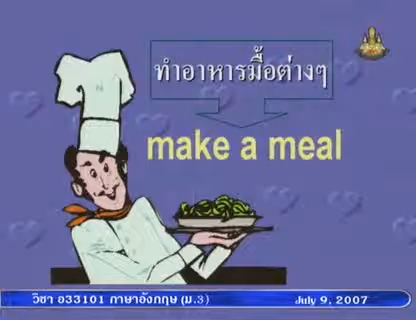 ทำอาหารมื้อต่างๆ
make a meal
วิชา อ33101 ภาษาอังกฤษ (ม.3) July 9, 2007